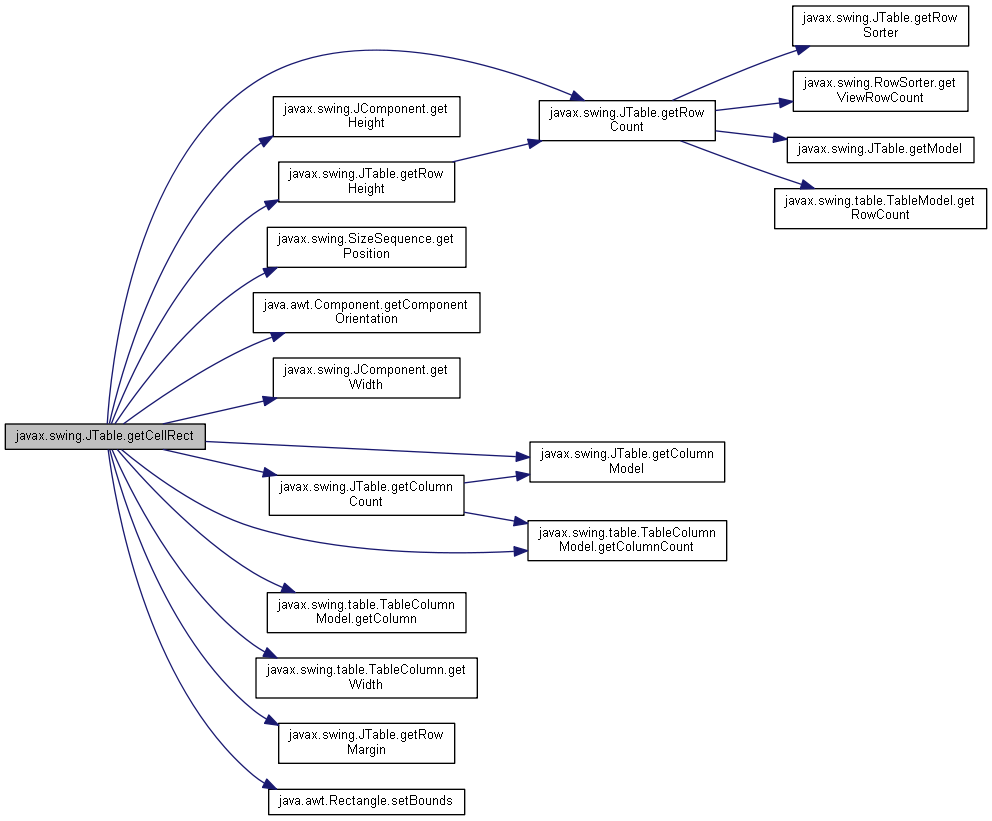 javax.swing.JTable.getRow
Sorter
javax.swing.RowSorter.get
ViewRowCount
javax.swing.JComponent.get
Height
javax.swing.JTable.getRow
Count
javax.swing.JTable.getModel
javax.swing.JTable.getRow
Height
javax.swing.table.TableModel.get
RowCount
javax.swing.SizeSequence.get
Position
java.awt.Component.getComponent
Orientation
javax.swing.JComponent.get
Width
javax.swing.JTable.getCellRect
javax.swing.JTable.getColumn
Model
javax.swing.JTable.getColumn
Count
javax.swing.table.TableColumn
Model.getColumnCount
javax.swing.table.TableColumn
Model.getColumn
javax.swing.table.TableColumn.get
Width
javax.swing.JTable.getRow
Margin
java.awt.Rectangle.setBounds